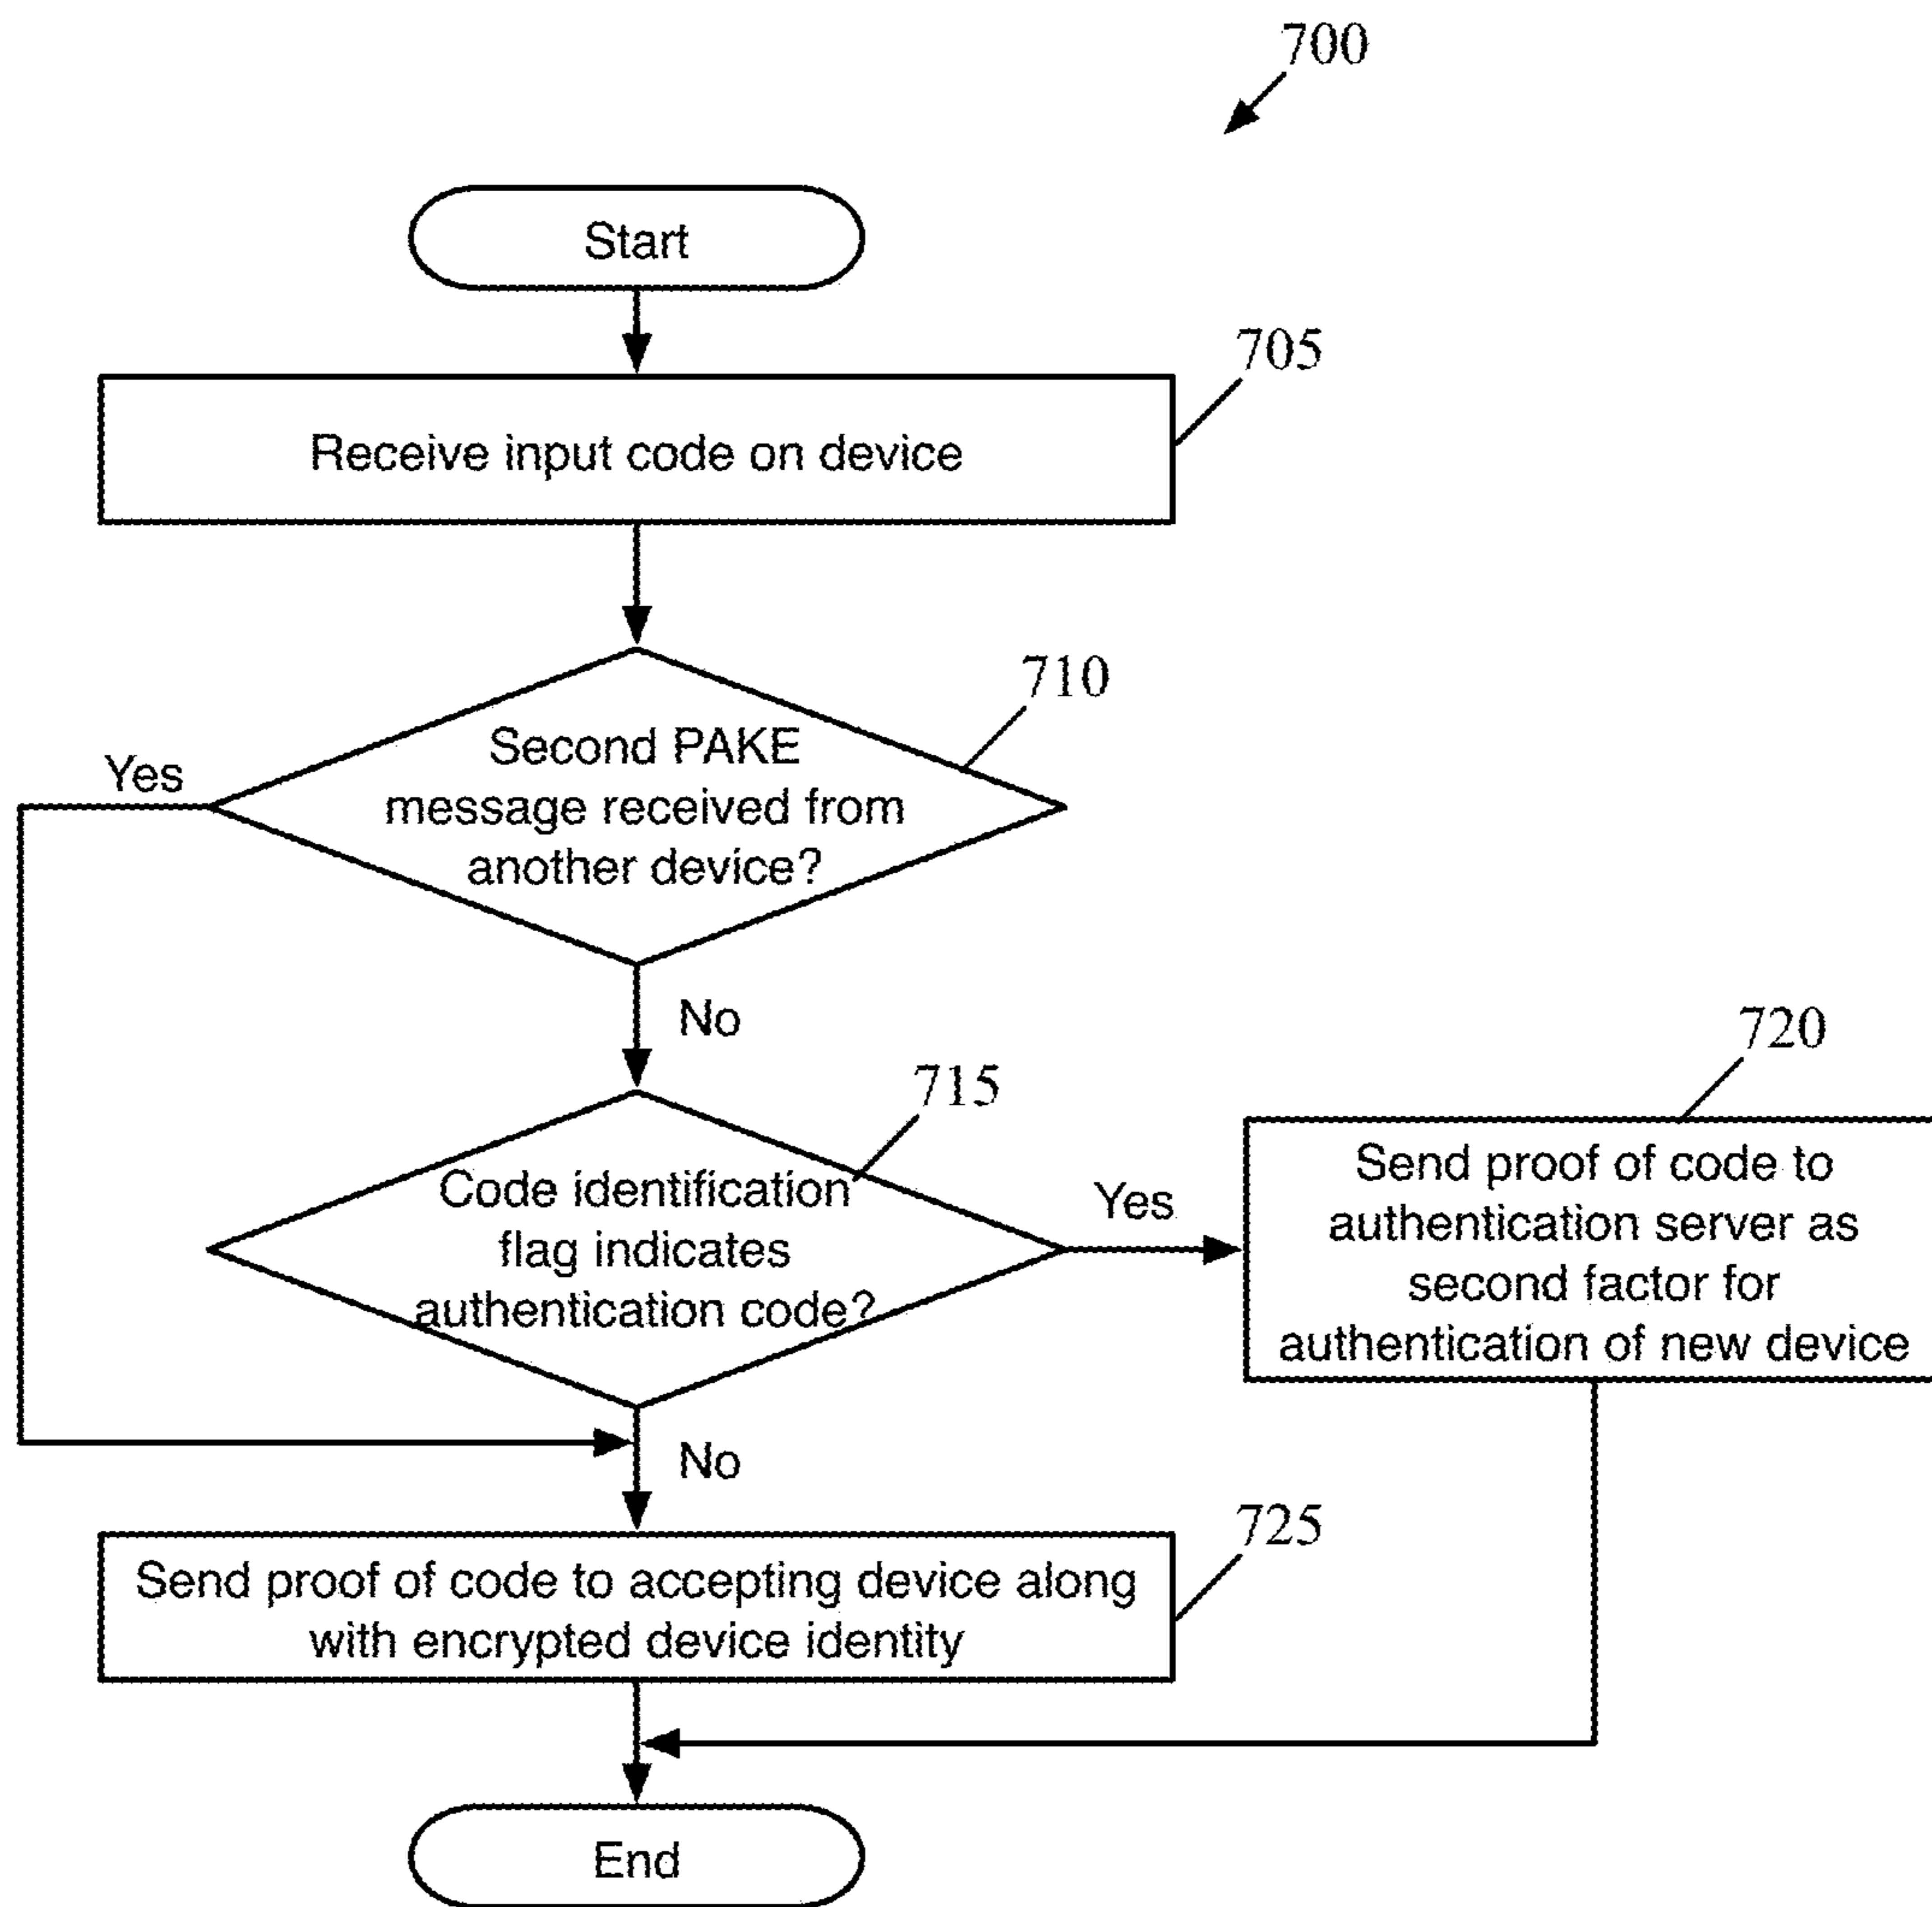 700
Start
705
Receive input code on device
710
Second PAKE
message received from
another device?
Yes
No
715
Code identification
flag indicates
authentication code?
Yes
720
Send proof of code to
authentication server as
second factor for
authentication of new device
No
725
Send proof of code to accepting device along
with encrypted device identity
End